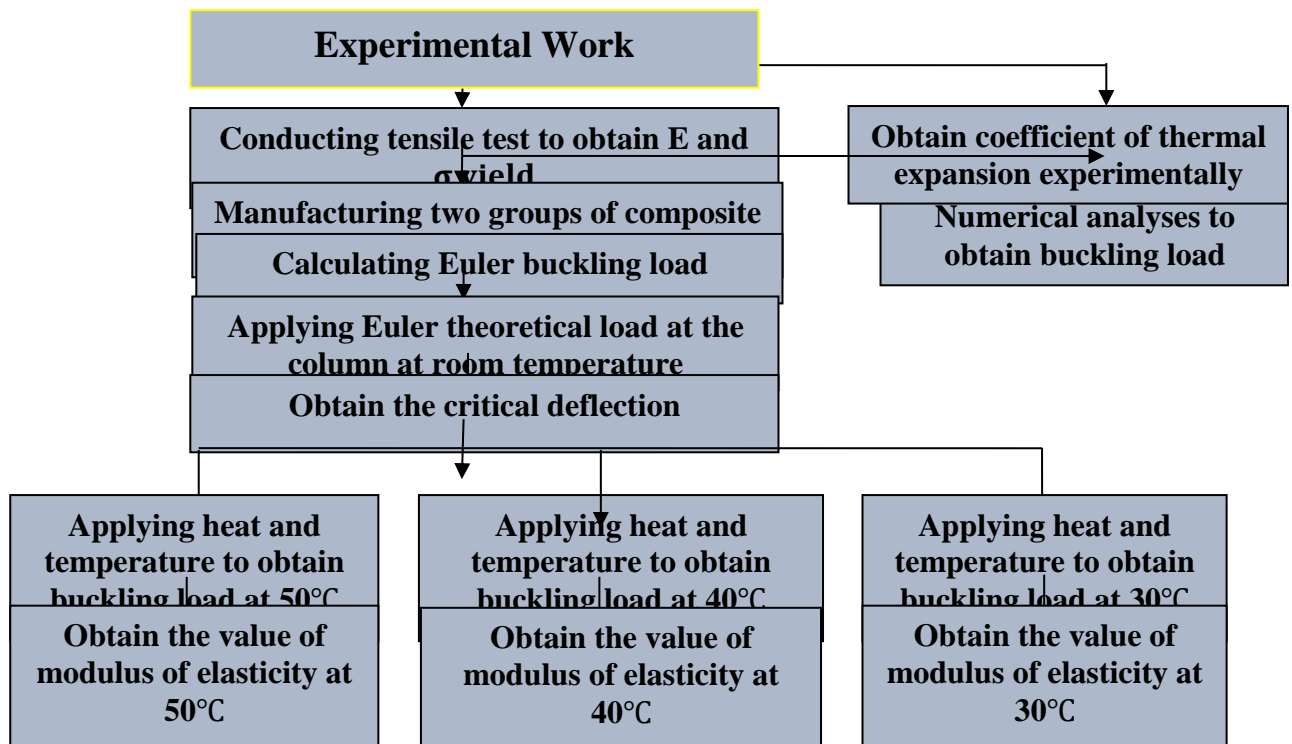 Experimental Work
Conducting tensile test to obtain E and
σyield
Manufacturing two groups of composite
Calculating Euler buckling load
Applying Euler theoretical load at the
column at room temperature
Obtain the critical deflection
Obtain coefficient of thermal
expansion experimentally
Numerical analyses to
obtain buckling load
Applying heat and
temperature to obtain
buckling load at 50°C
Obtain the value of
modulus of elasticity at
50°C
Applying heat and
temperature to obtain
buckling load at 40°C
Obtain the value of
modulus of elasticity at
40°C
Applying heat and
temperature to obtain
buckling load at 30°C
Obtain the value of
modulus of elasticity at
30°C